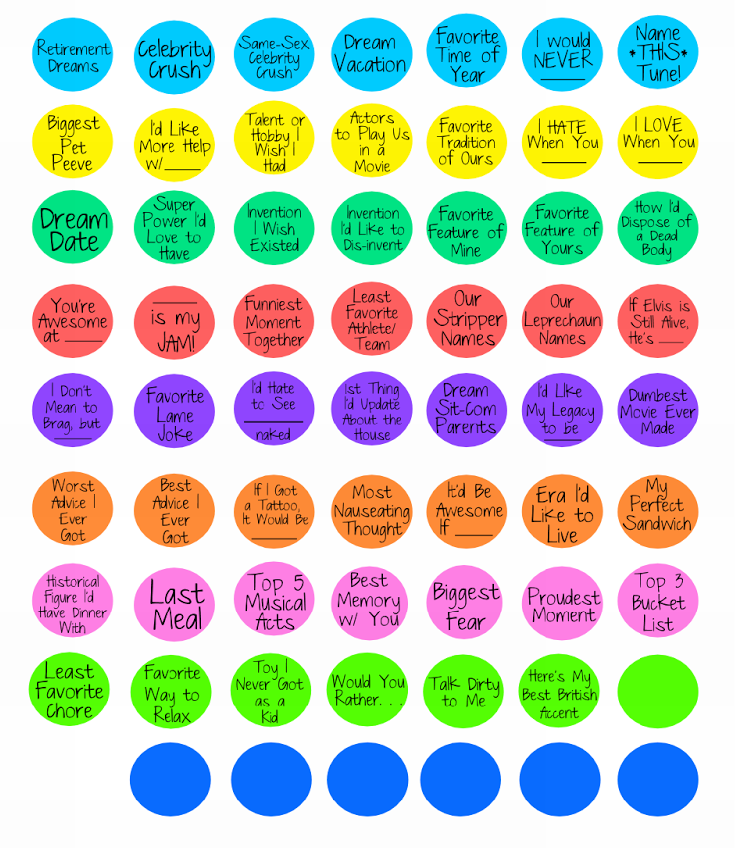 Retirement
Dreams
Celebrity
Crush
Same-Sex
Celebrity
Crush
Dream
Vacation
Favorite
Time of
Year
I would
NEVER
______
Name
*THIS*
Tune!
Biggest
Pet
Peeve
I'd Like
More Help
w/_____
Talent or
Hobby I
Wish I
Had
Actors
to Play Us
in a
Movie
Favorite
Tradition
of Ours
I HATE
When You
______
I LOVE
When You
______
Dream
Date
Super
Power I'd
Love to
Have
Invention
I Wish
Existed
Invention
I'd Like to
Dis-invent
Favorite
Feature of
Mine
Favorite
Feature of
Yours
How I'd
Dispose of
a Dead
Body
You're
Awesome
at _____
______
is my
JAM!
Funniest
Moment
Together
Least
Favorite
Athlete/
Team
Our
Stripper
Names
Our
Leprechaun
Names
If Elvis is
Still Alive,
He's ____
I Don't
Mean to
Brag, but
______
Favorite
Lame
Joke
I'd Hate
to See
________
naked
1st Thing
I'd Update
About the
House
Dream
Sit-Com
Parents
I'd LIke
My Legacy
to be
______
Dumbest
Movie Ever
Made
Worst
Advice I
Ever
Got
Best
Advice I
Ever
Got
If I Got
a Tattoo,
It Would Be
______
Most
Nauseating
Thought
It'd Be
Awesome
If _____
Era I'd
Like to
Live
My
Perfect
Sandwich
Historical
Figure I'd
Have Dinner
With
Last
Meal
Top 5
Musical
Acts
Best
Memory
w/ You
Biggest
Fear
Proudest
Moment
Top 3
Bucket
List
Least
Favorite
Chore
Favorite
Way to
Relax
Toy I
Never Got
as a
Kid
Would You
Rather. . .
Talk Dirty
to Me
Here's My
Best British
Accent